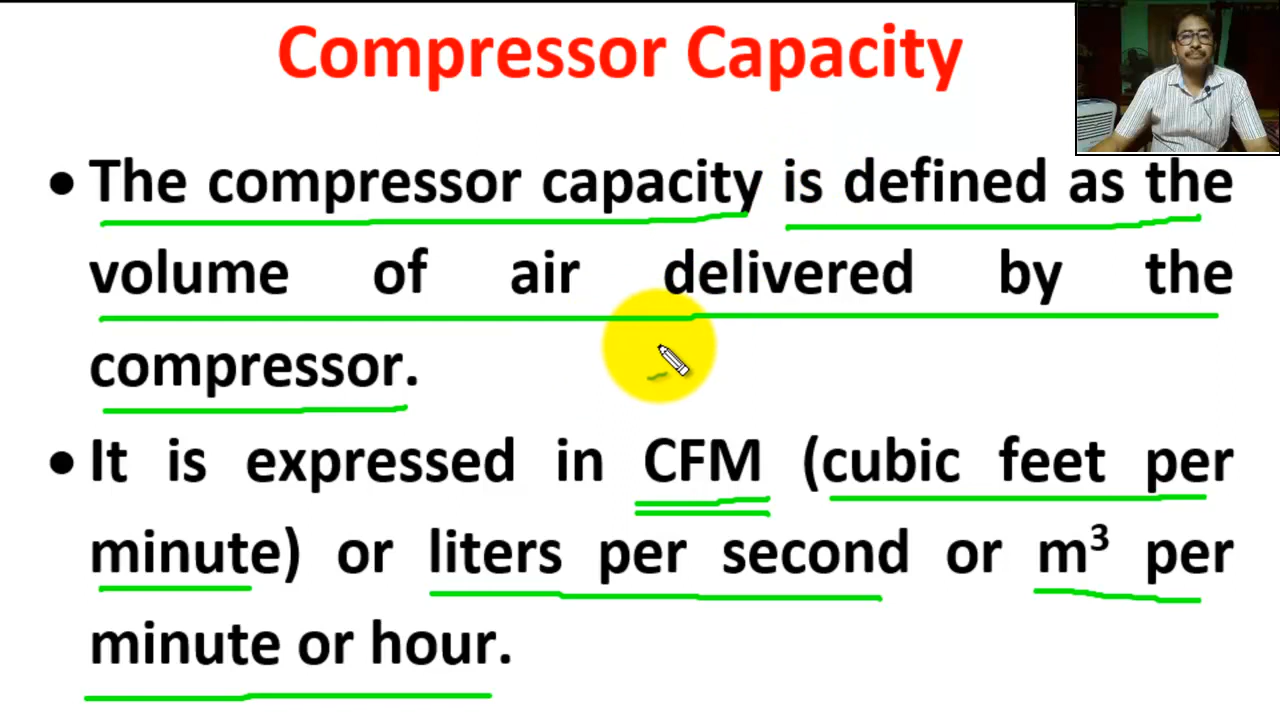 Compressor Capacity
• The compressor capacity is defined as the
volume of air delivered by the
compressor.
• It is expressed in CFM (cubic feet per
minute) or liters per second or m³ per
minute or hour.